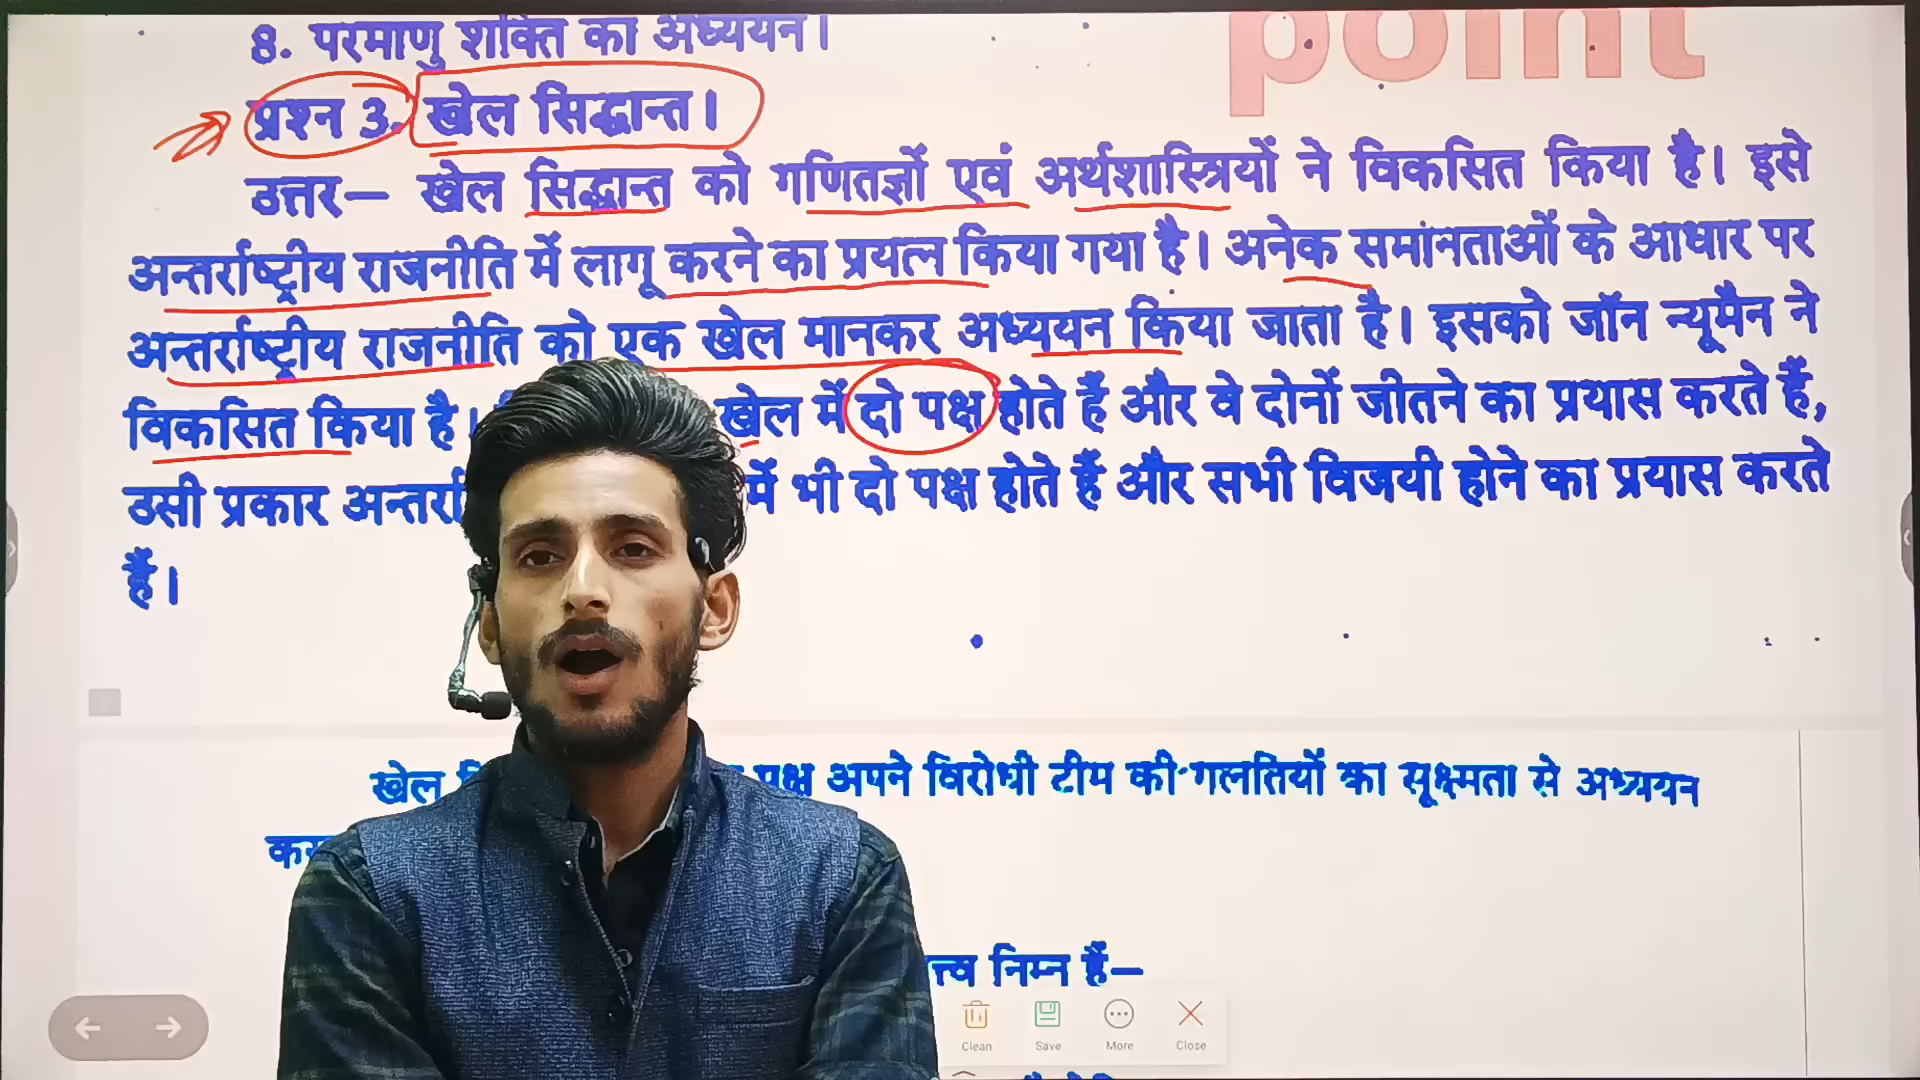 point
8. परमाणु शक्ति का अध्ययन।
प्रश्न 3. खेल सिद्धान्त।
उत्तर— खेल सिद्धान्त को गणितज्ञों एवं अर्थशास्त्रियों ने विकसित किया है। इसे
अन्तर्राष्ट्रीय राजनीति में लागू करने का प्रयत्न किया गया है। अनेक समांनताओं के आधार पर
अन्तर्राष्ट्रीय राजनीति को एक खेल मानकर अध्ययन किया जाता है। इसको जॉन न्यूमैन ने
विकसित किया है। खेल में दो पक्ष होते हैं और वे दोनों जीतने का प्रयास करते हैं,
उसी प्रकार में भी दो पक्ष होते हैं और सभी विजयी होने का प्रयास करते
हैं।
खेल पक्ष अपने विरोधी टीम की गलतियों का सूक्ष्मता से अध्ययन
निम्न हैं—
Clean Save More Close